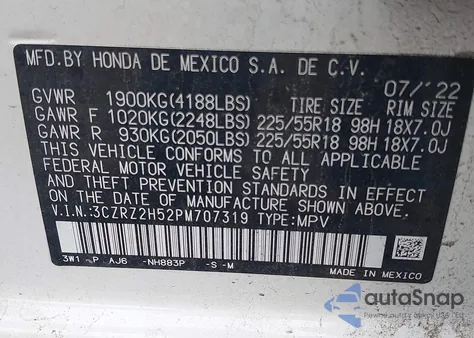 MFD.BY HONDA DE MEXICO S.A. DE C.V.
07/'22
GVWR 1900KG(4188LBS) TIRE SIZE RIM SIZE
GAWR F 1020KG(2248LBS) 225/55R18 98H 18X7.0J
GAWR R 930KG(2050LBS) 225/55R18 98H 18X7.0J
THIS VEHICLE CONFORMS TO ALL APPLICABLE
FEDERAL MOTOR VEHICLE SAFETY
AND THEFT PREVENTION STANDARDS IN EFFECT
ON THE DATE OF MANUFACTURE SHOWN ABOVE.
V.I.N.:3CZRZ2H52PM707319 TYPE:MPV
3W1 -P AJ6 -NH883P -S-M
MADE IN MEXICO
autoSnap